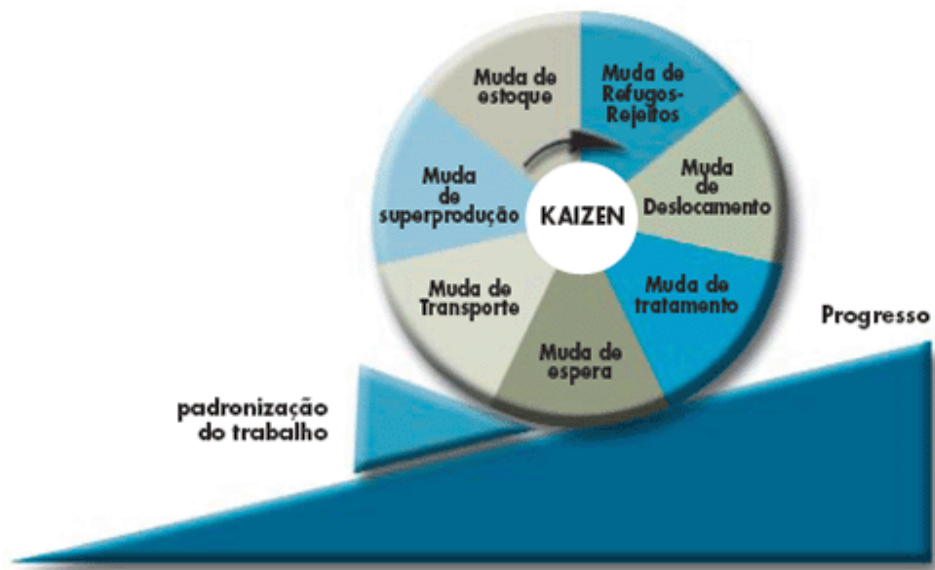 Muda de
estoque
Muda de
Refugos-
Rejeitos
Muda
de
superprodução
KAIZEN
Muda
de
Deslocamento
Muda de
Transporte
Muda de
tratamento
Muda de
espera
Progresso
padronização
do trabalho